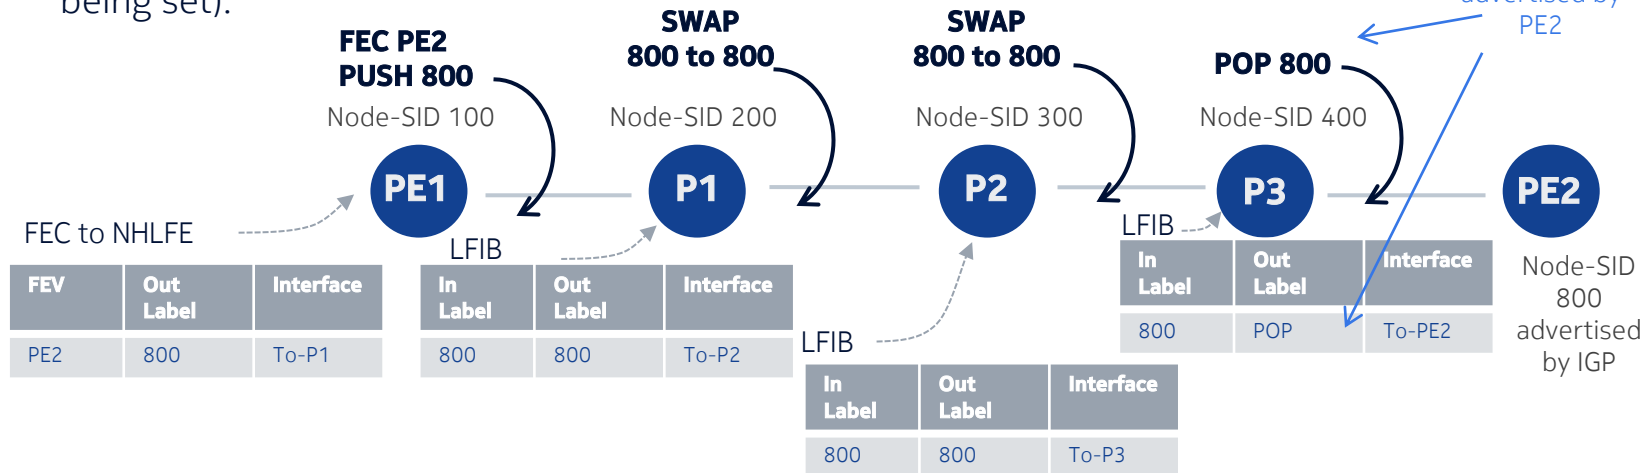 being set).
advertised by
PE2
FEC PE2
PUSH 800
SWAP
800 to 800
SWAP
800 to 800
POP 800
Node-SID 100
Node-SID 200
Node-SID 300
Node-SID 400
PE1
P1
P2
P3
PE2
FEC to NHLFE
FEV Out Label Interface
PE2 800 To-P1
LFIB
In Label Out Label Interface
800 800 To-P2
LFIB
In Label Out Label Interface
800 800 To-P3
LFIB
In Label Out Label Interface
800 POP To-PE2
Node-SID
800
advertised
by IGP